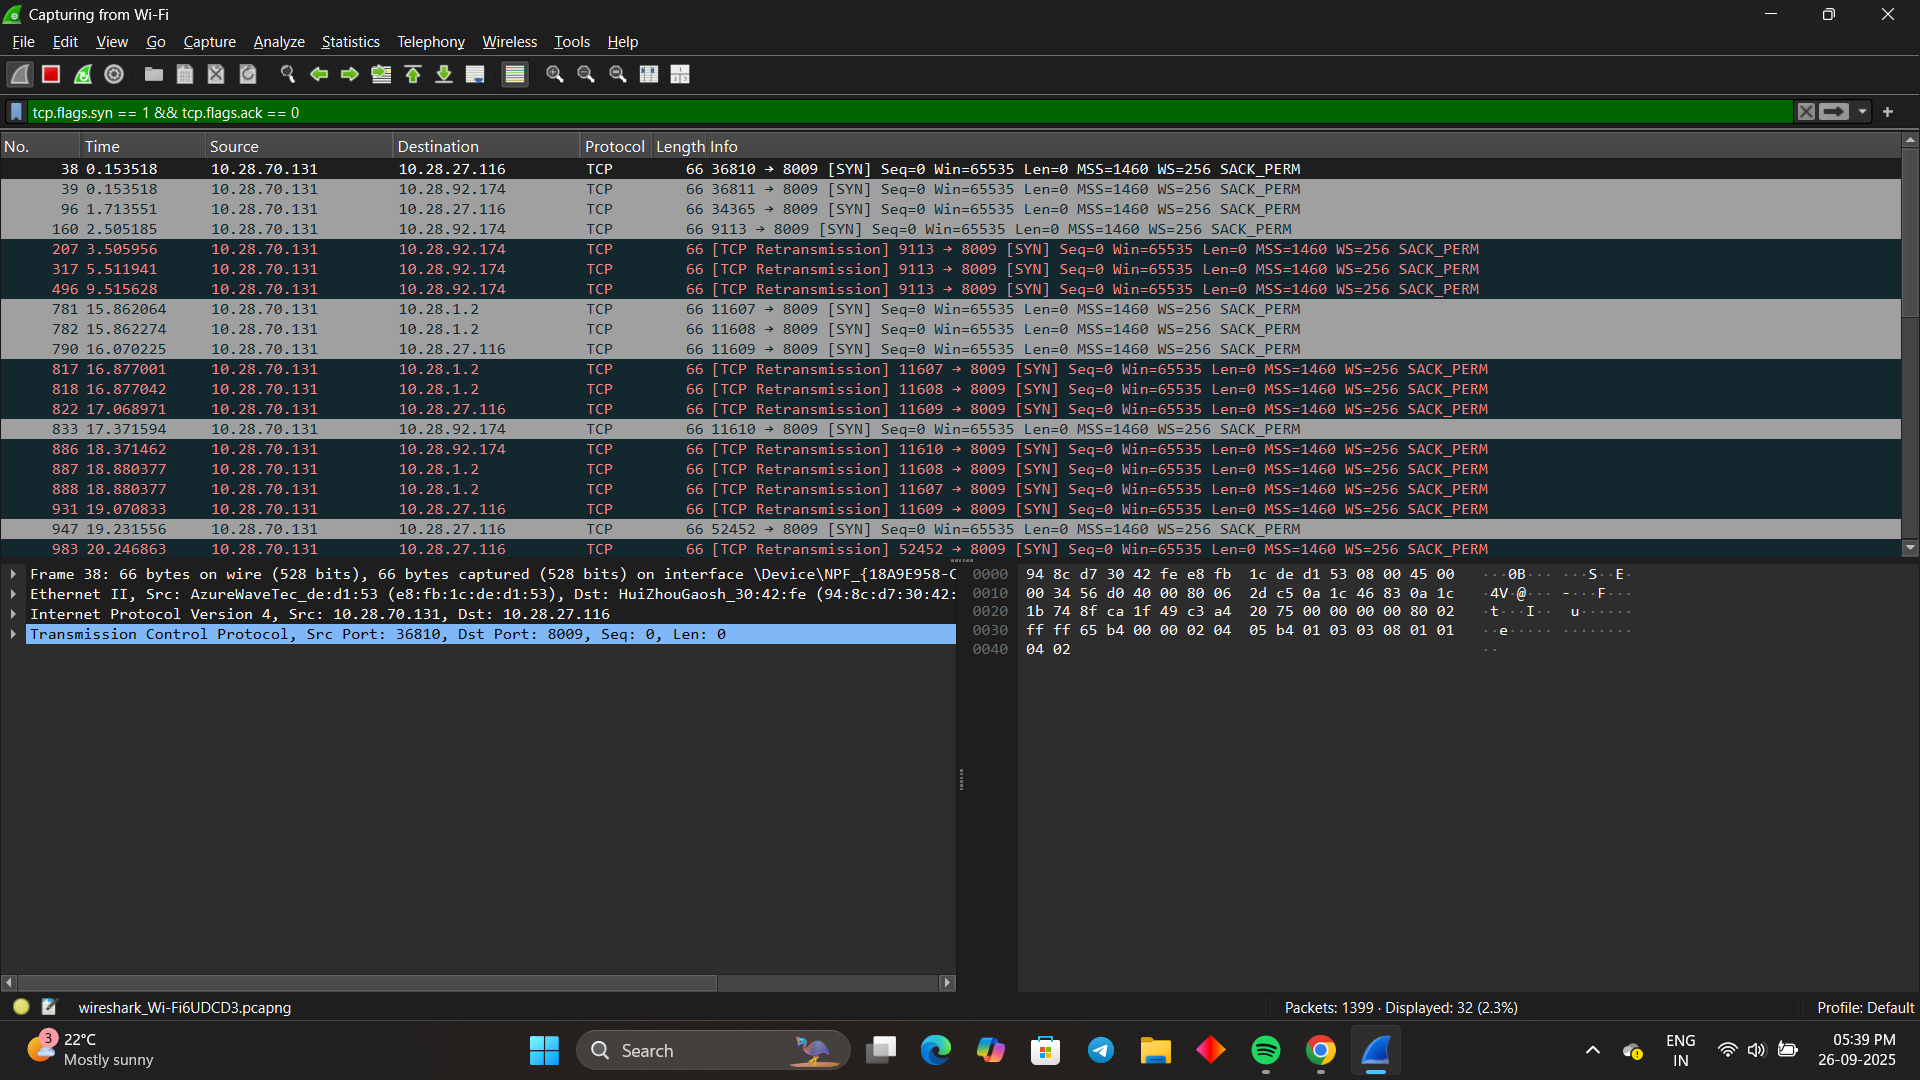 Capturing from Wi-Fi
File Edit View Go Capture Analyze Statistics Telephony Wireless Tools Help
tcp.flags.syn == 1 && tcp.flags.ack == 0
No. Time Source Destination Protocol Length Info
38 0.153518 10.28.70.131 10.28.27.116 TCP 66 36810 → 8009 [SYN] Seq=0 Win=65535 Len=0 MSS=1460 WS=256 SACK_PERM
39 0.153518 10.28.70.131 10.28.92.174 TCP 66 36811 → 8009 [SYN] Seq=0 Win=65535 Len=0 MSS=1460 WS=256 SACK_PERM
96 1.713551 10.28.70.131 10.28.27.116 TCP 66 34365 → 8009 [SYN] Seq=0 Win=65535 Len=0 MSS=1460 WS=256 SACK_PERM
160 2.505185 10.28.70.131 10.28.92.174 TCP 66 9113 → 8009 [SYN] Seq=0 Win=65535 Len=0 MSS=1460 WS=256 SACK_PERM
207 3.505956 10.28.70.131 10.28.92.174 TCP 66 [TCP Retransmission] 9113 → 8009 [SYN] Seq=0 Win=65535 Len=0 MSS=1460 WS=256 SACK_PERM
317 5.511941 10.28.70.131 10.28.92.174 TCP 66 [TCP Retransmission] 9113 → 8009 [SYN] Seq=0 Win=65535 Len=0 MSS=1460 WS=256 SACK_PERM
496 9.515628 10.28.70.131 10.28.92.174 TCP 66 [TCP Retransmission] 9113 → 8009 [SYN] Seq=0 Win=65535 Len=0 MSS=1460 WS=256 SACK_PERM
781 15.862064 10.28.70.131 10.28.1.2 TCP 66 11607 → 8009 [SYN] Seq=0 Win=65535 Len=0 MSS=1460 WS=256 SACK_PERM
782 15.862274 10.28.70.131 10.28.1.2 TCP 66 11608 → 8009 [SYN] Seq=0 Win=65535 Len=0 MSS=1460 WS=256 SACK_PERM
790 16.070225 10.28.70.131 10.28.27.116 TCP 66 11609 → 8009 [SYN] Seq=0 Win=65535 Len=0 MSS=1460 WS=256 SACK_PERM
817 16.877001 10.28.70.131 10.28.1.2 TCP 66 [TCP Retransmission] 11607 → 8009 [SYN] Seq=0 Win=65535 Len=0 MSS=1460 WS=256 SACK_PERM
818 16.877042 10.28.70.131 10.28.1.2 TCP 66 [TCP Retransmission] 11608 → 8009 [SYN] Seq=0 Win=65535 Len=0 MSS=1460 WS=256 SACK_PERM
822 17.068971 10.28.70.131 10.28.27.116 TCP 66 [TCP Retransmission] 11609 → 8009 [SYN] Seq=0 Win=65535 Len=0 MSS=1460 WS=256 SACK_PERM
833 17.371594 10.28.70.131 10.28.92.174 TCP 66 11610 → 8009 [SYN] Seq=0 Win=65535 Len=0 MSS=1460 WS=256 SACK_PERM
886 18.371462 10.28.70.131 10.28.92.174 TCP 66 [TCP Retransmission] 11610 → 8009 [SYN] Seq=0 Win=65535 Len=0 MSS=1460 WS=256 SACK_PERM
887 18.880377 10.28.70.131 10.28.1.2 TCP 66 [TCP Retransmission] 11608 → 8009 [SYN] Seq=0 Win=65535 Len=0 MSS=1460 WS=256 SACK_PERM
888 18.880377 10.28.70.131 10.28.1.2 TCP 66 [TCP Retransmission] 11607 → 8009 [SYN] Seq=0 Win=65535 Len=0 MSS=1460 WS=256 SACK_PERM
931 19.070833 10.28.70.131 10.28.27.116 TCP 66 [TCP Retransmission] 11609 → 8009 [SYN] Seq=0 Win=65535 Len=0 MSS=1460 WS=256 SACK_PERM
947 19.231556 10.28.70.131 10.28.27.116 TCP 66 52452 → 8009 [SYN] Seq=0 Win=65535 Len=0 MSS=1460 WS=256 SACK_PERM
983 20.246863 10.28.70.131 10.28.27.116 TCP 66 [TCP Retransmission] 52452 → 8009 [SYN] Seq=0 Win=65535 Len=0 MSS=1460 WS=256 SACK_PERM
Frame 38: 66 bytes on wire (528 bits), 66 bytes captured (528 bits) on interface \Device\NPF_{18A9E958-C
Ethernet II, Src: AzureWaveTec_de:d1:53 (e8:fb:1c:de:d1:53), Dst: HuiZhouGaosh_30:42:fe (94:8c:d7:30:42:
Internet Protocol Version 4, Src: 10.28.70.131, Dst: 10.28.27.116
Transmission Control Protocol, Src Port: 36810, Dst Port: 8009, Seq: 0, Len: 0
0000 94 8c d7 30 42 fe e8 fb 1c de d1 53 08 00 45 00 ···0B··· ···S··E·
0010 00 34 56 d0 40 00 80 06 2d c5 0a 1c 46 83 0a 1c ·4V·@··· -···F···
0020 1b 74 8f ca 1f 49 c3 a4 20 75 00 00 00 00 80 02 ·t···I·· u······
0030 ff ff 65 b4 00 00 02 04 05 b4 01 03 03 08 01 01 ··e····· ········
0040 04 02 ··
wireshark_Wi-Fi6UDCD3.pcapng
Packets: 1399 · Displayed: 32 (2.3%)
Profile: Default
3
22°C
Mostly sunny
Search
ENG
IN
05:39 PM
26-09-2025